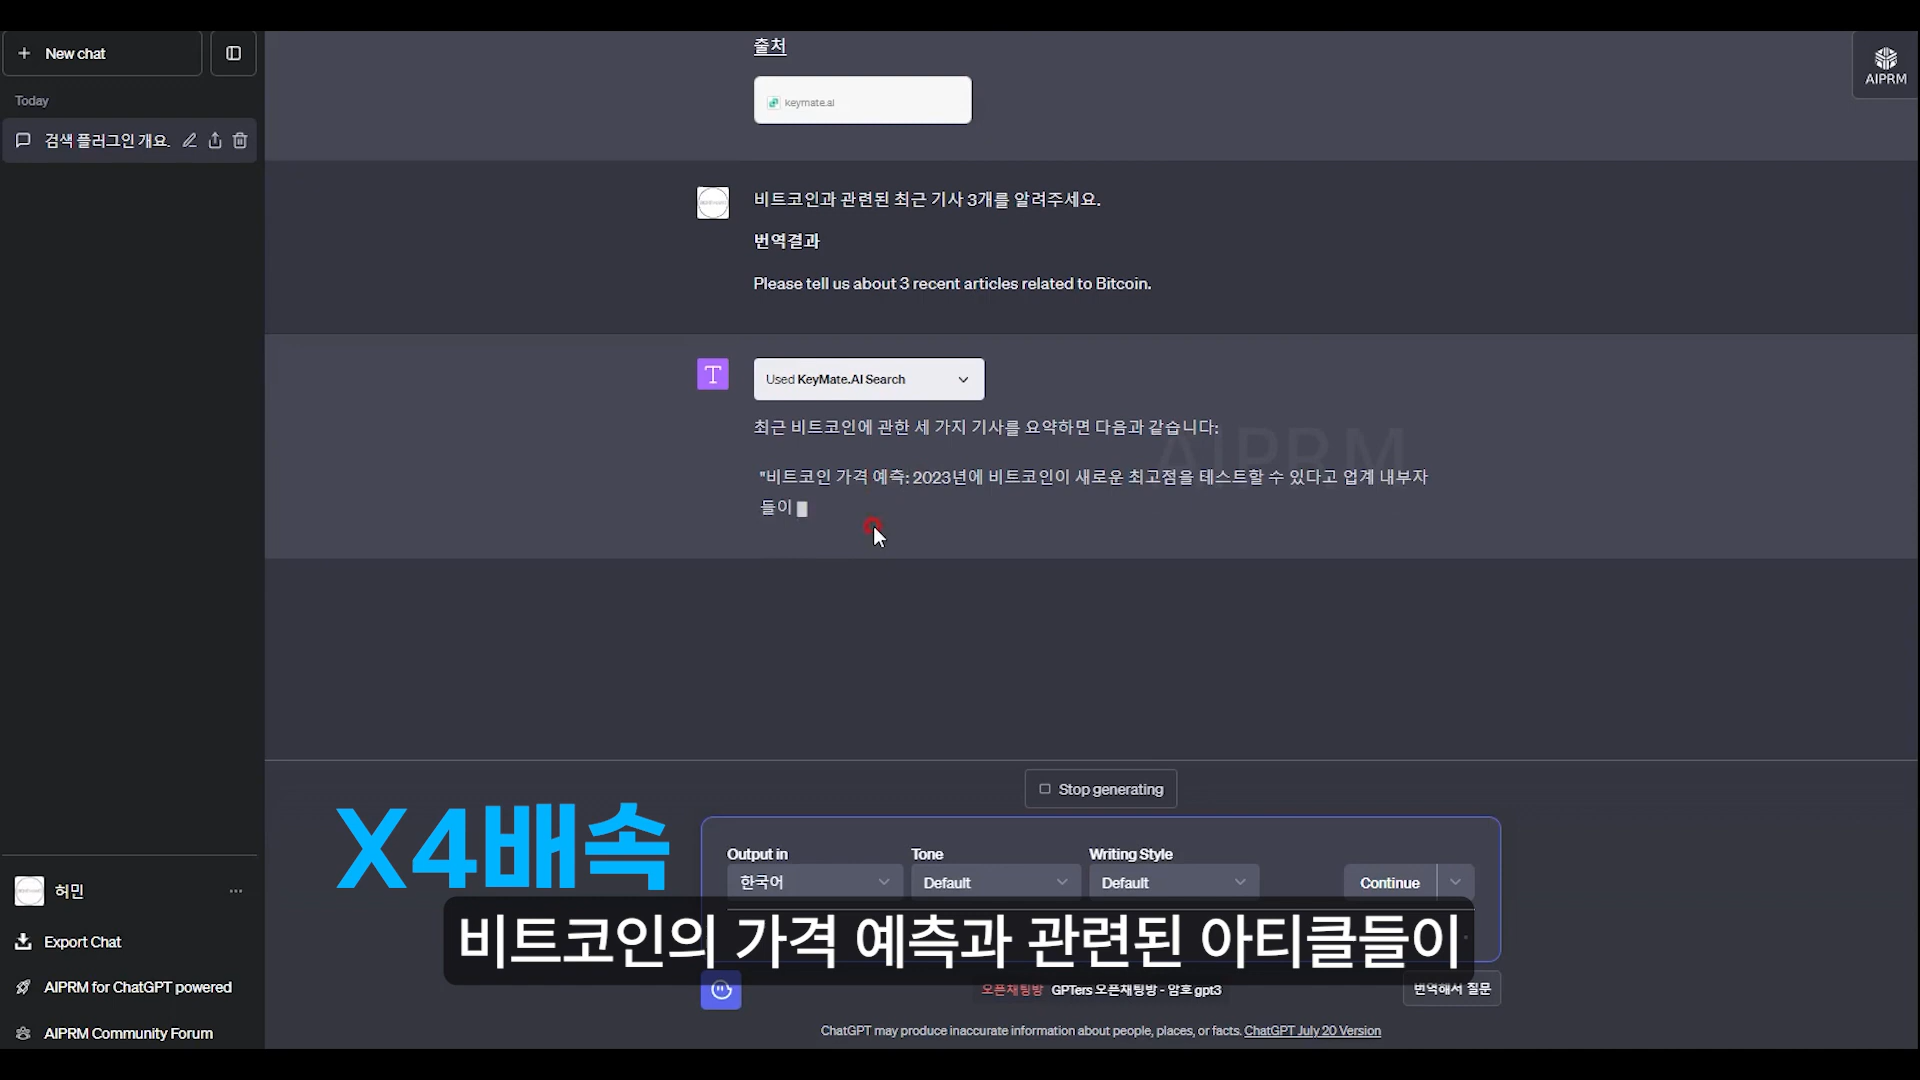 New chat
Today
검색 플러그인 개요.
출처
keymate.ai
AIPRM
비트코인과 관련된 최근 기사 3개를 알려주세요.
번역결과
Please tell us about 3 recent articles related to Bitcoin.
T
Used KeyMate.AI Search
최근 비트코인에 관한 세 가지 기사를 요약하면 다음과 같습니다:
AIPRM
"비트코인 가격 예측: 2023년에 비트코인이 새로운 최고점을 테스트할 수 있다고 업계 내부자
들이
Stop generating
X4배속
Output in
Tone
Writing Style
한국어
Default
Default
Continue
비트코인의 가격 예측과 관련된 아티클들이
허민
Export Chat
AIPRM for ChatGPT powered
AIPRM Community Forum
오픈채팅방 GPTers 오픈채팅방 - 암호 gpt3
번역해서 질문
ChatGPT may produce inaccurate information about people, places, or facts. ChatGPT July 20 Version